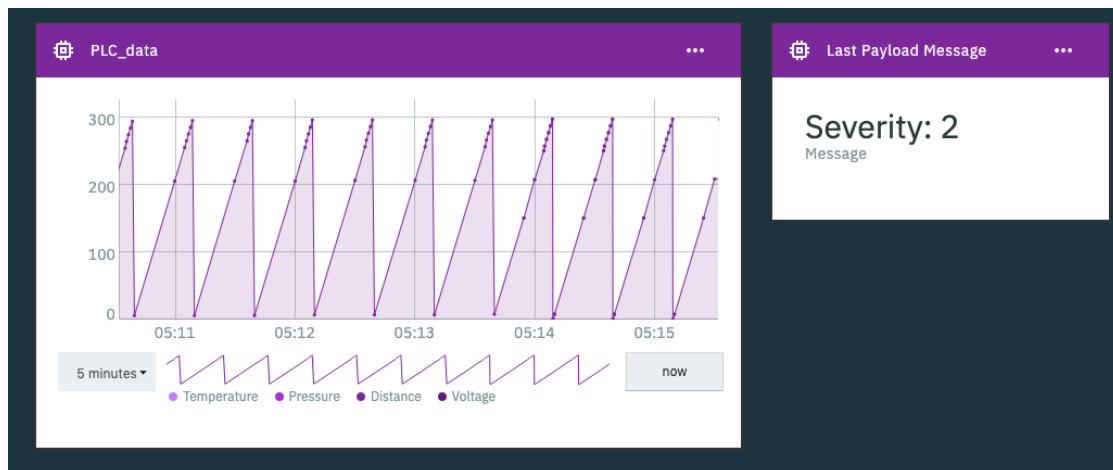 PLC_data
300
200
100
0
05:11 05:12 05:13 05:14 05:15
5 minutes
now
Temperature Pressure Distance Voltage
Last Payload Message
Severity: 2
Message